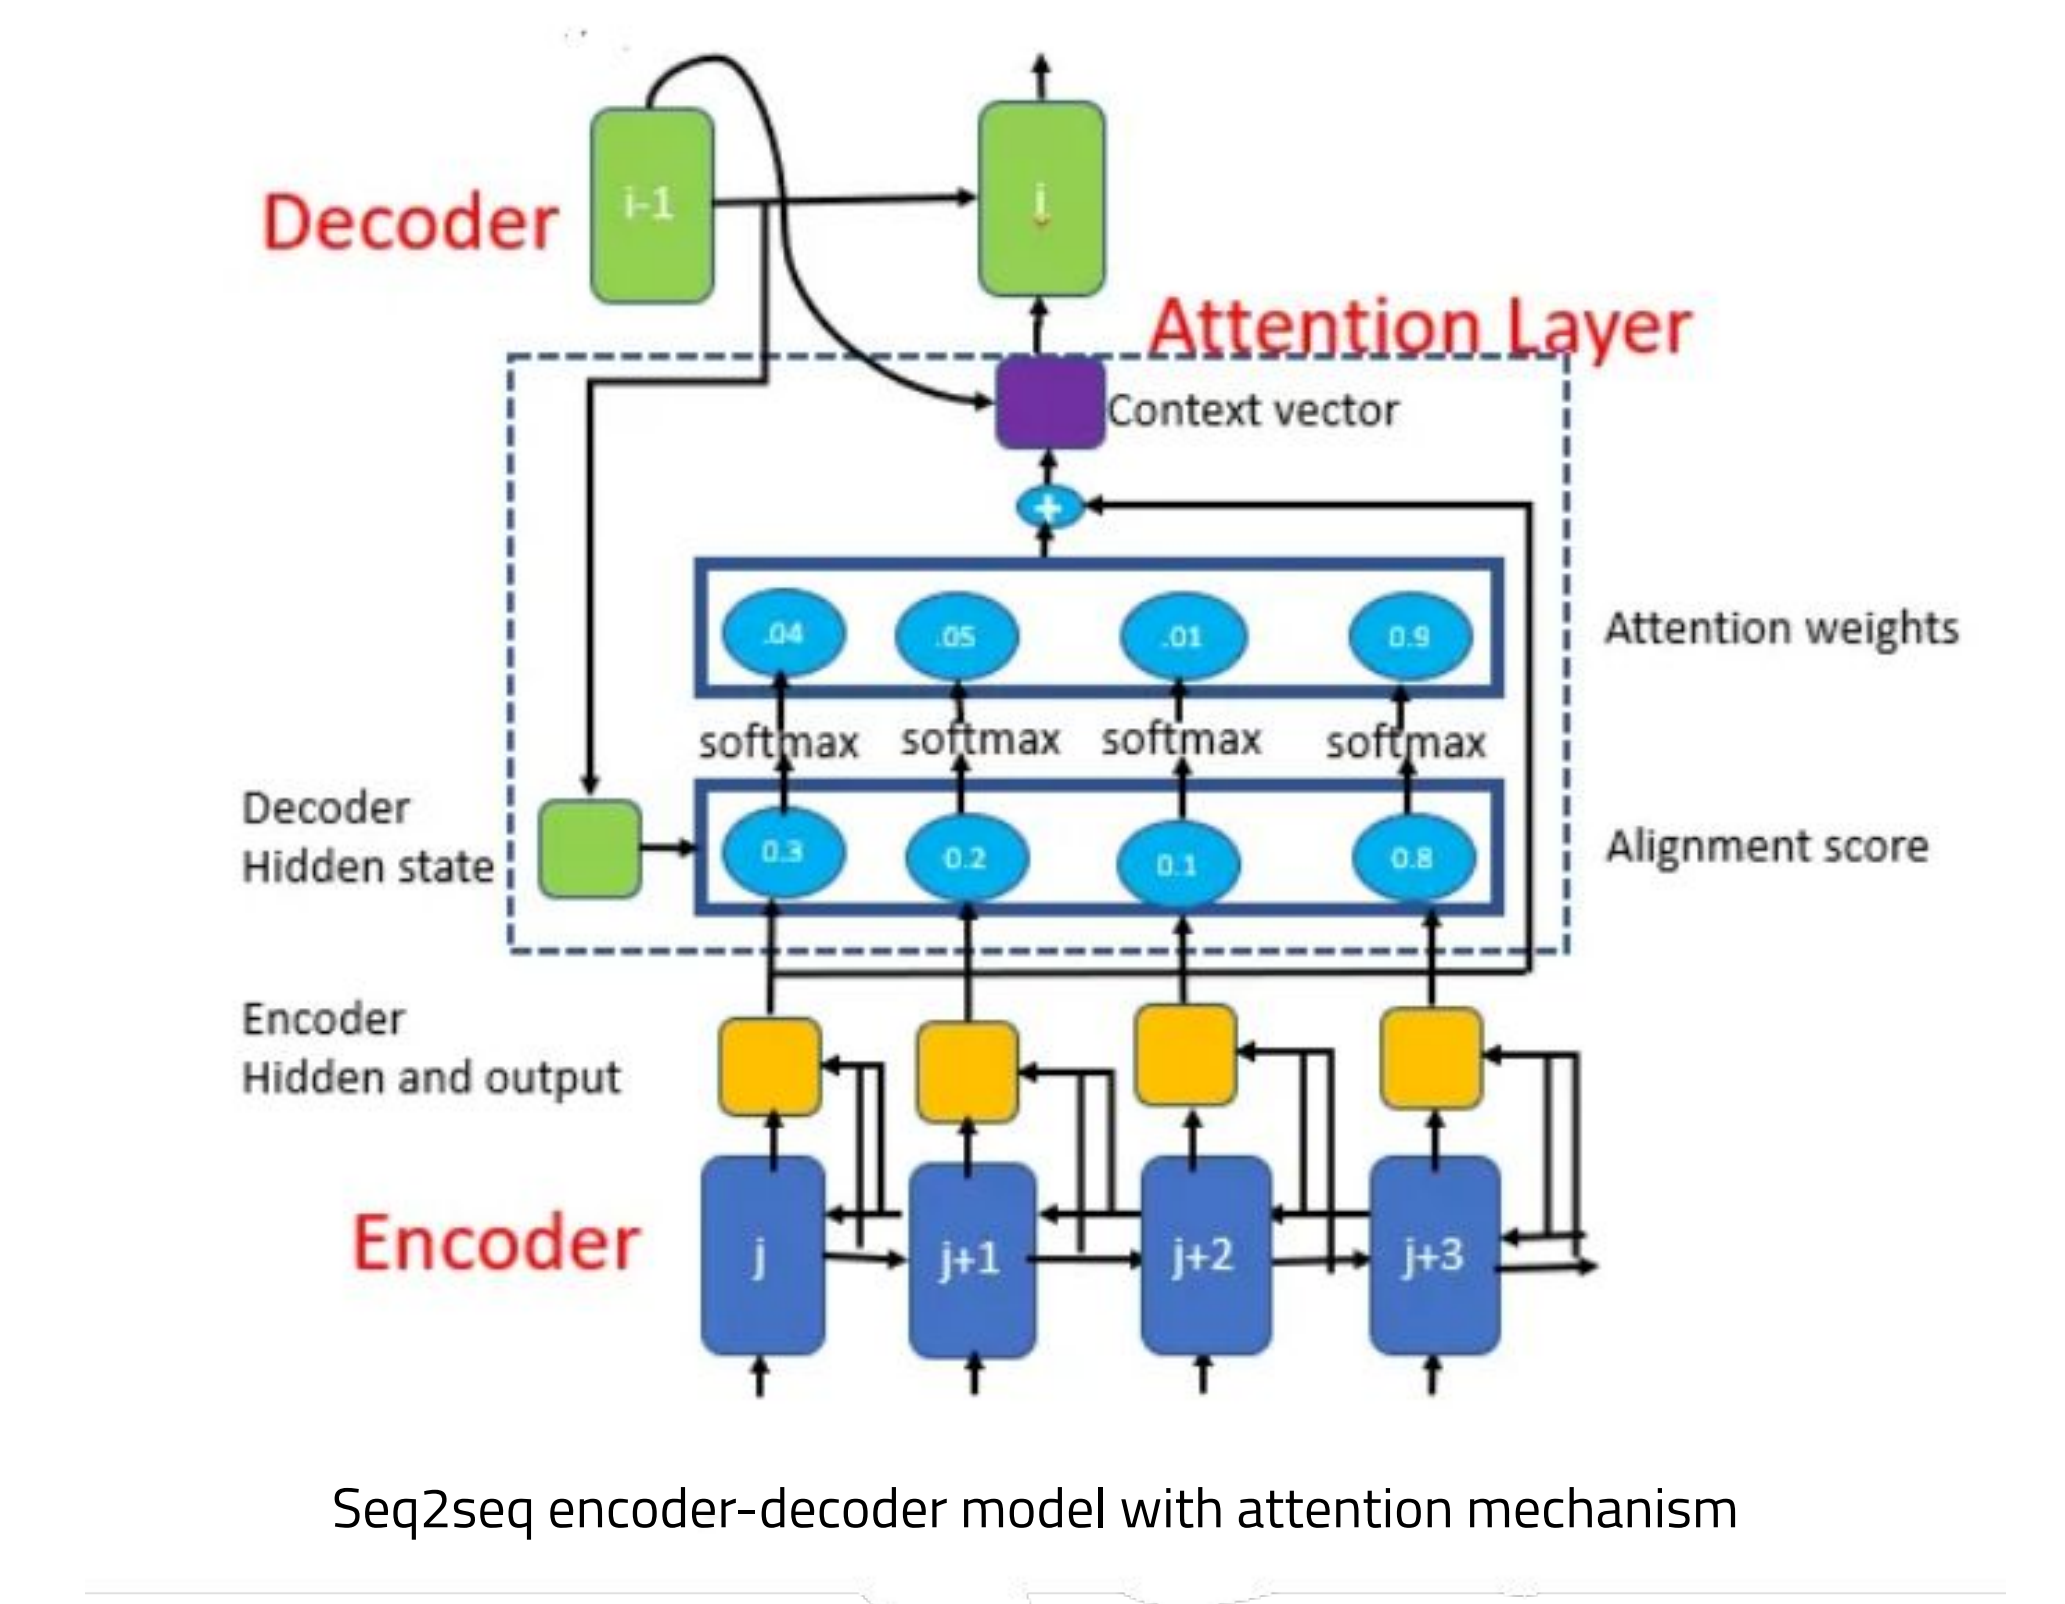 i-1
i
Decoder
Attention Layer
Context vector
+
.04 .05 .01 0.9
Attention weights
softmax softmax softmax softmax
Decoder
Hidden state
0.3 0.2 0.1 0.8
Alignment score
Encoder
Hidden and output
Encoder
j j+1 j+2 j+3
Seq2seq encoder-decoder model with attention mechanism